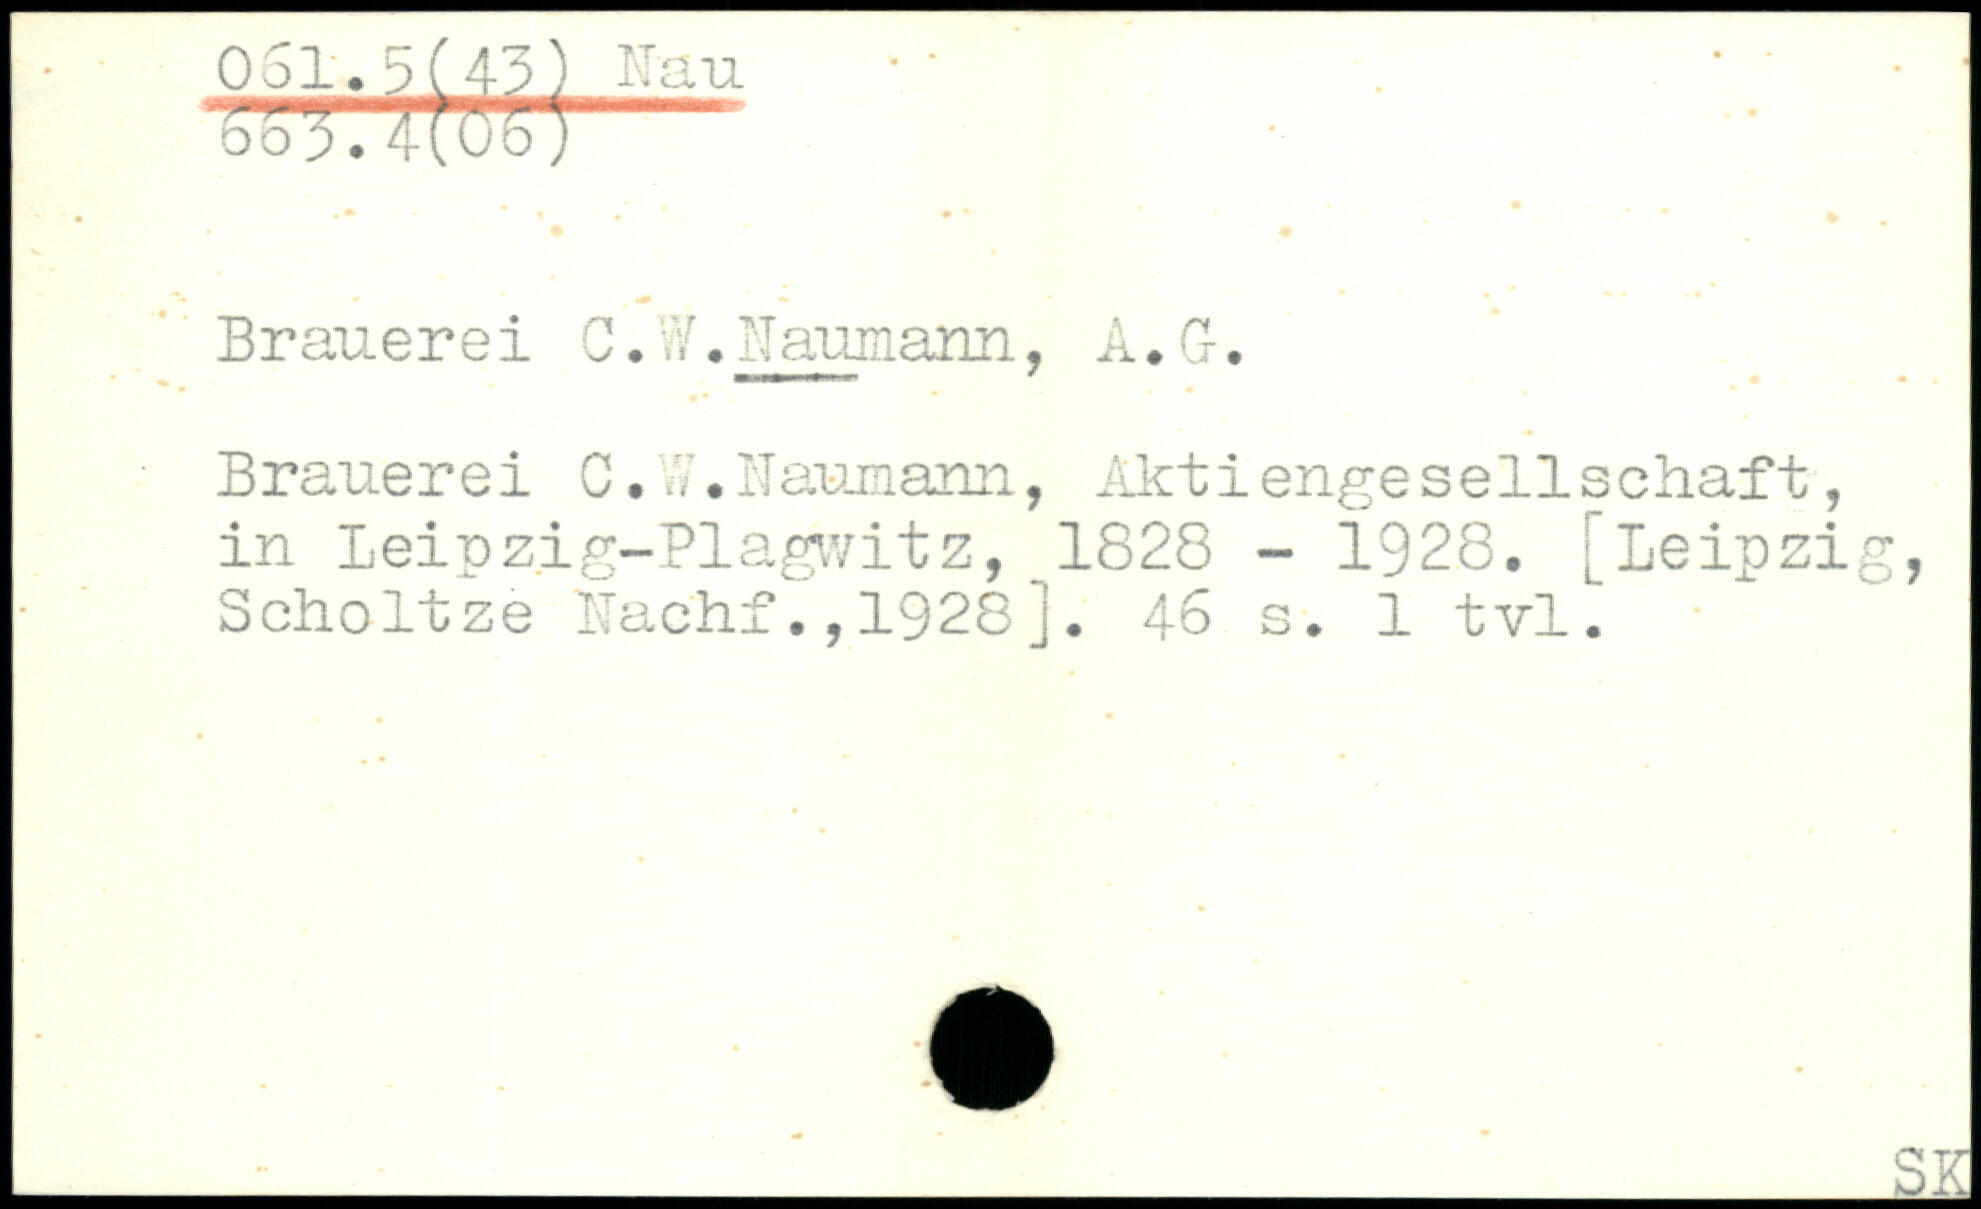 061.5(43) Nau
663.4(06)
Brauerei C.W.Naumann, A.G.
Brauerei C.W.Naumann, Aktiengesellschaft,
in Leipzig-Plagwitz, 1828 - 1928. [Leipzig,
Scholtze Nachf.,1928]. 46 s. 1 tvl.
SK